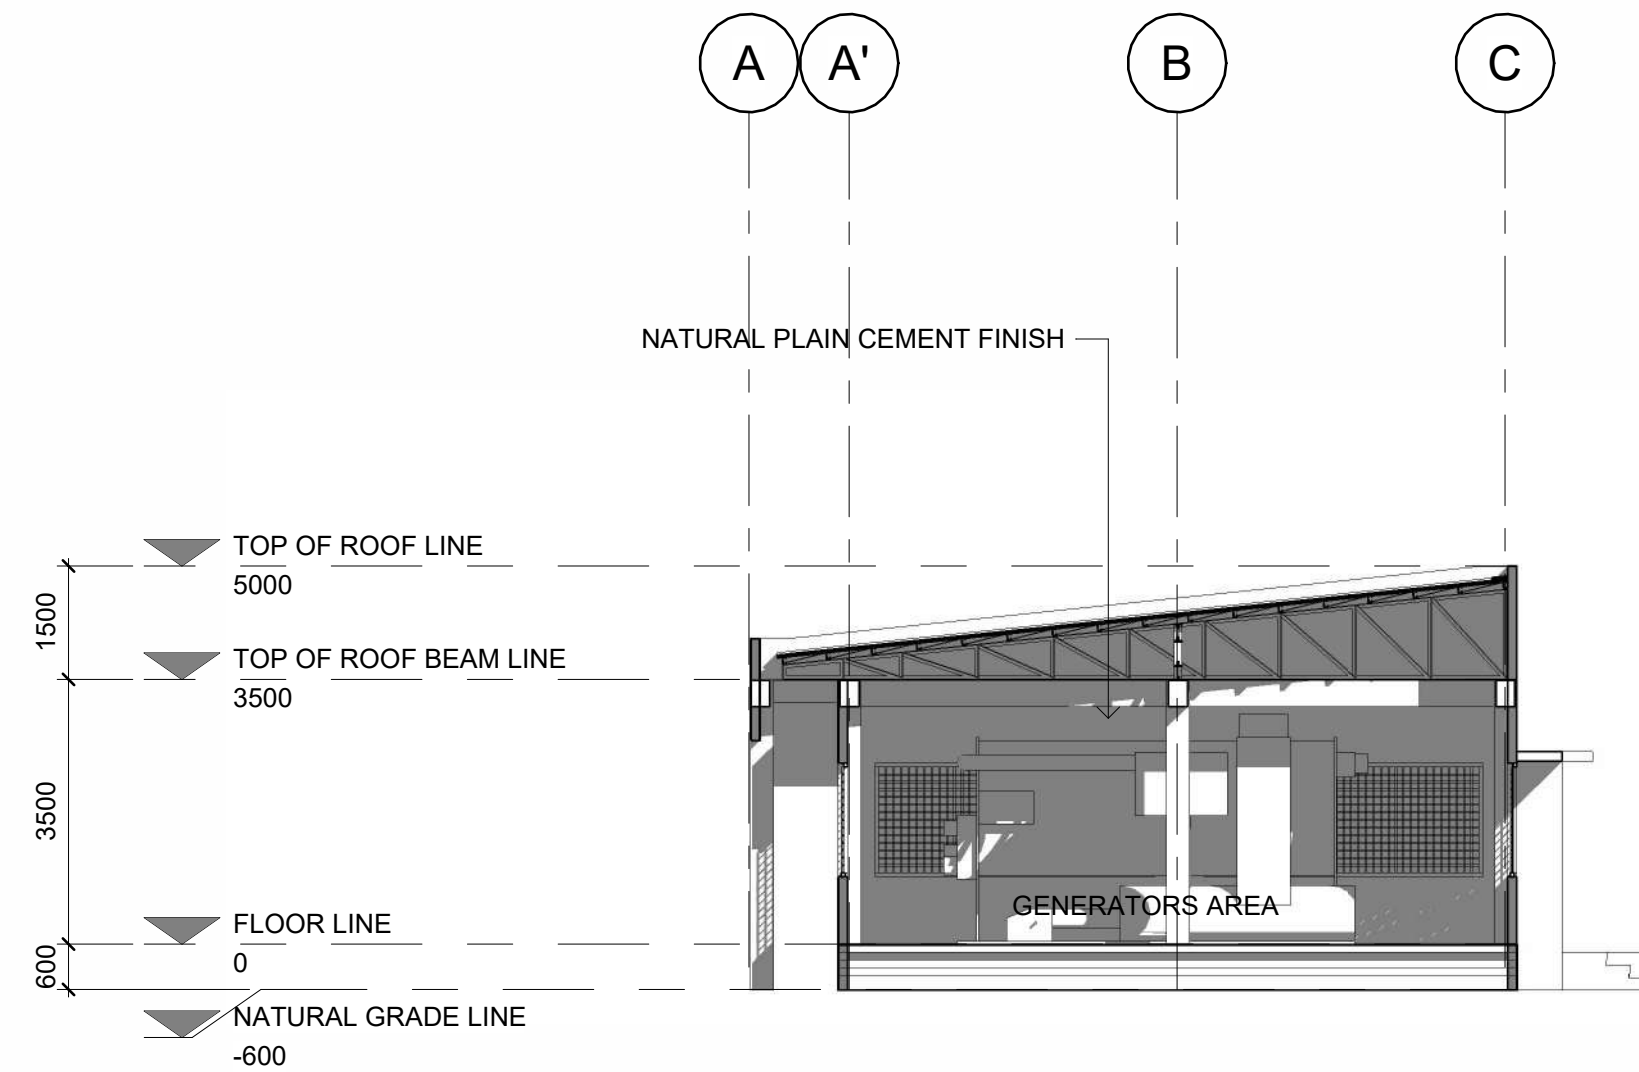 A A' B C
NATURAL PLAIN CEMENT FINISH
TOP OF ROOF LINE
5000
1500
TOP OF ROOF BEAM LINE
3500
3500
GENERATORS AREA
FLOOR LINE
0
600
NATURAL GRADE LINE
-600